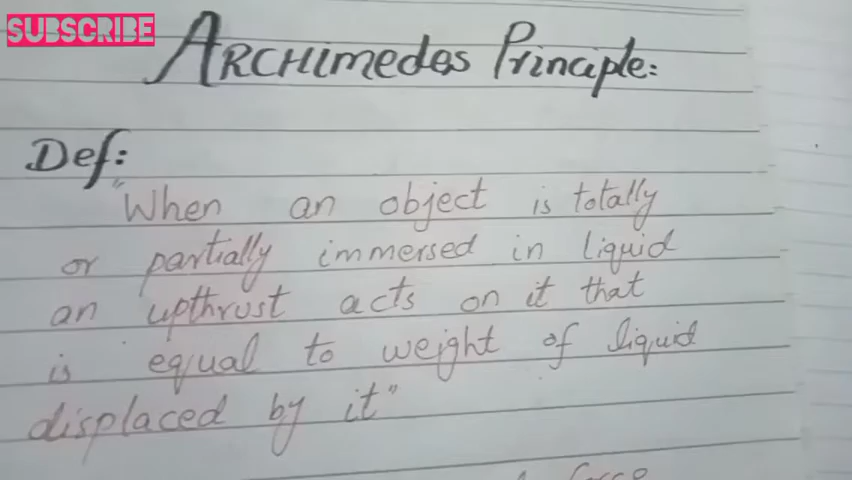 SUBSCRIBE
ARCHimedes Principle:
Def:
"When an object is totally
or partially immersed in liquid
an upthrust acts on it that
is equal to weight of liquid
displaced by it"